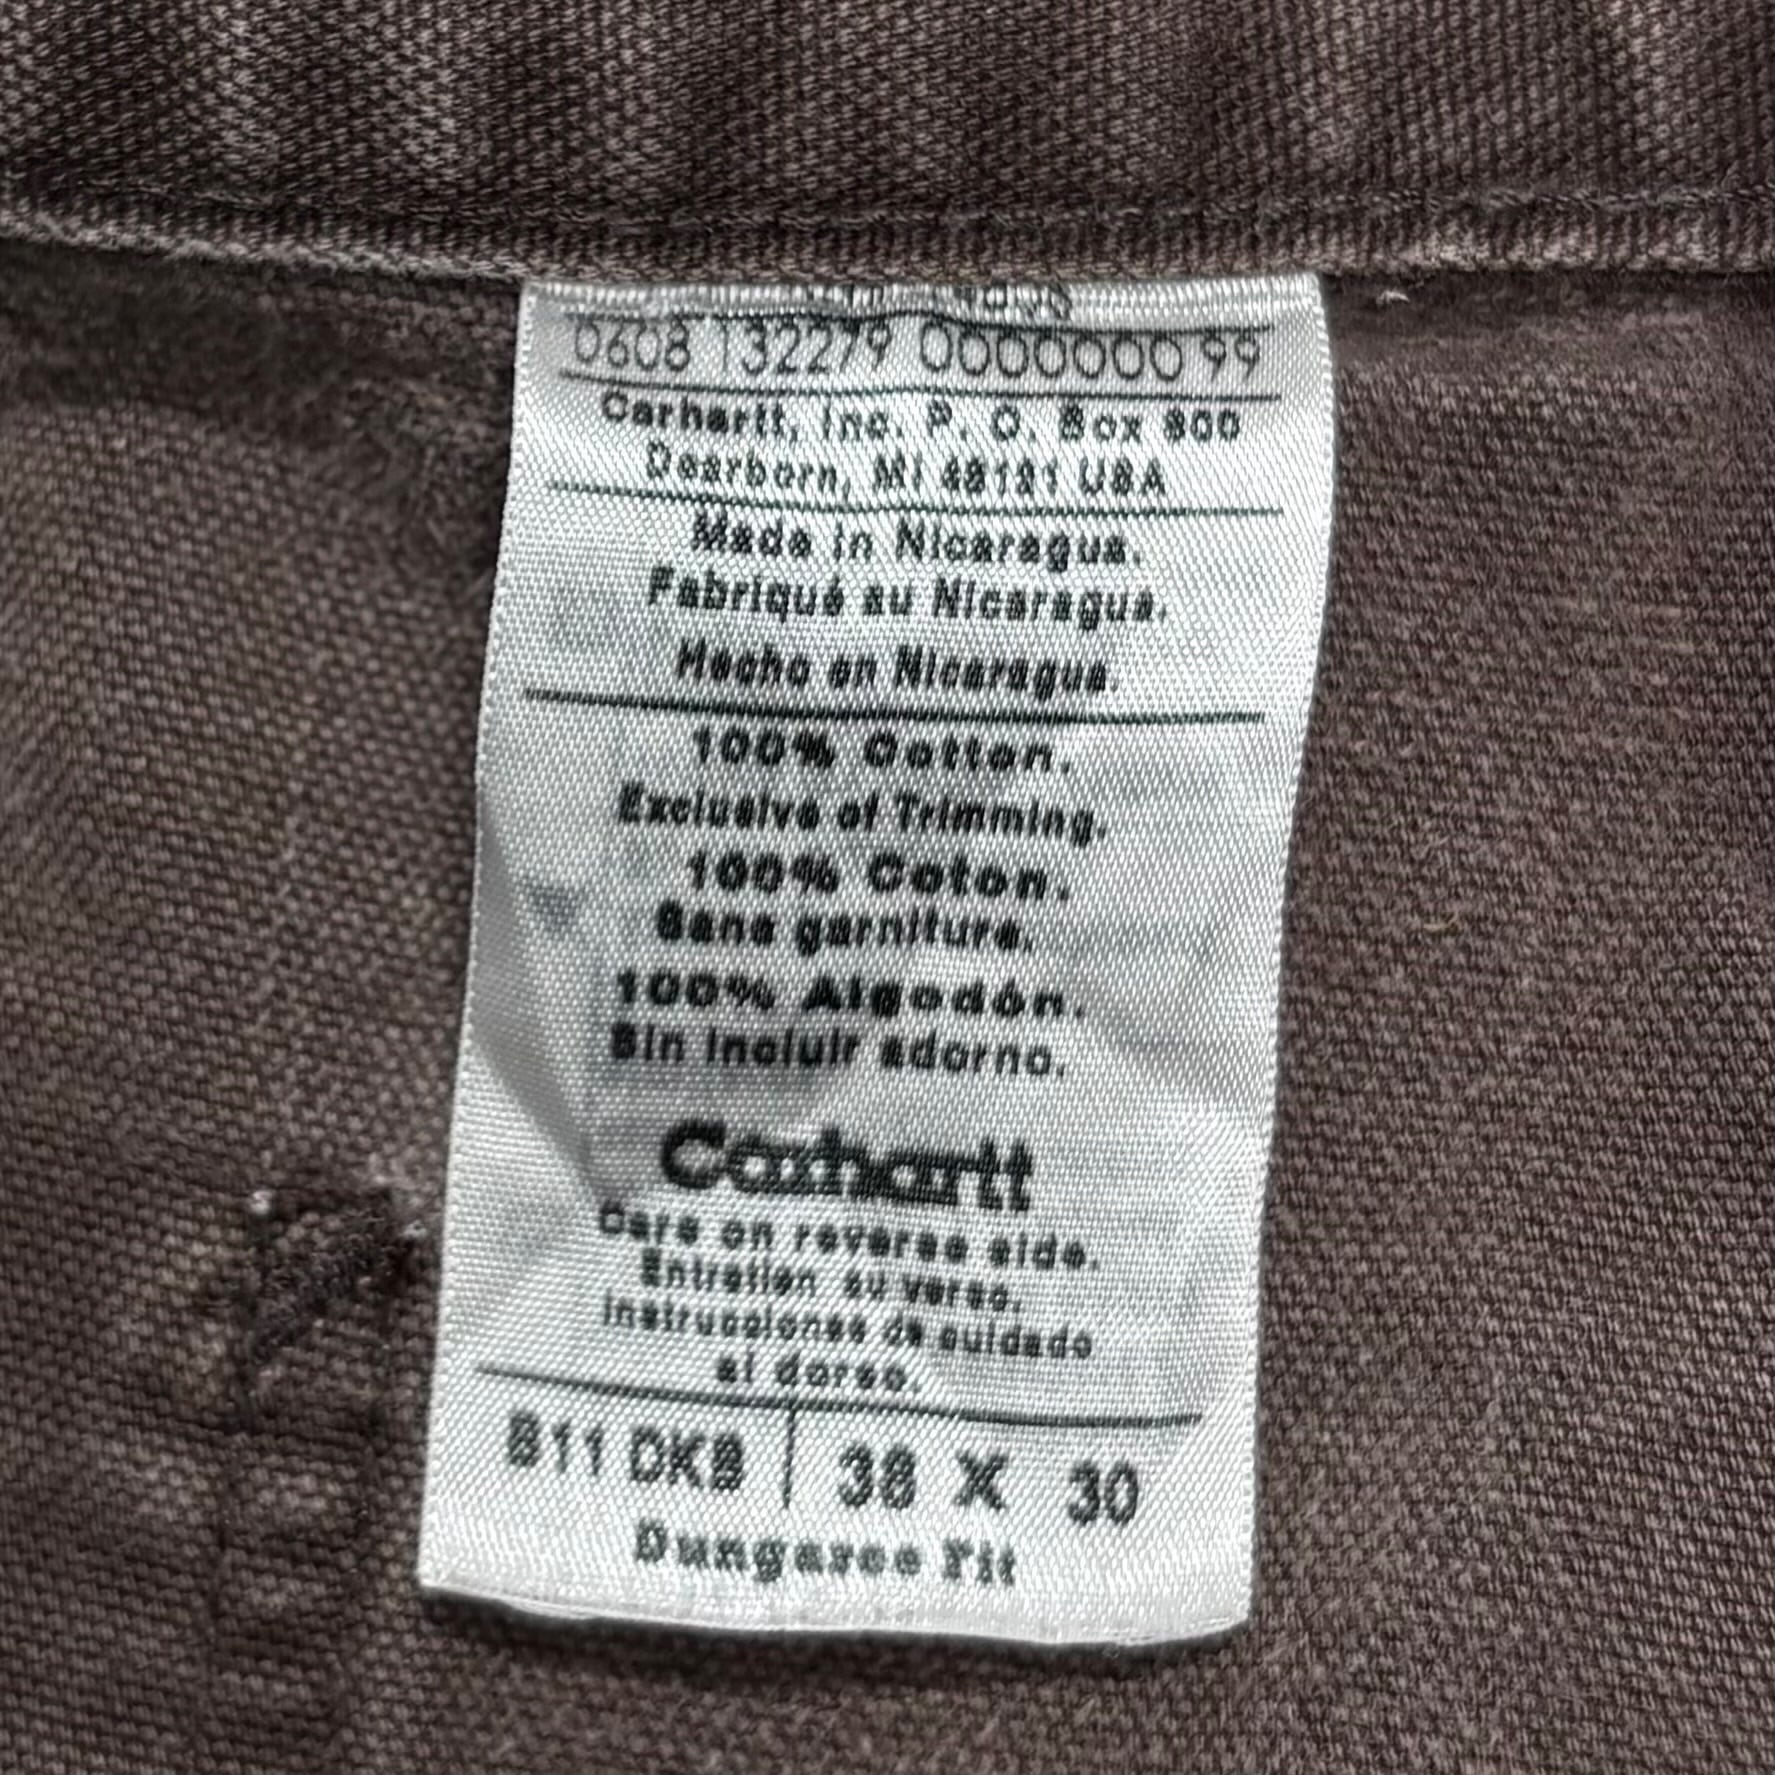 0608 132279 0000000 99
Carhartt, Inc. P. O. Box 600
Dearborn, MI 48121 USA
Made in Nicaragua.
Fabriqué au Nicaragua.
Hecho en Nicaragua.
100% Cotton.
Exclusive of Trimming.
100% Coton.
Sans garniture.
100% Algodón.
Sin incluir adorno.
Carhartt
Care on reverse side.
Entretien au verso.
Instrucciones de cuidado
al dorso.
B11 DKB | 38 X 30
Dungaree Fit